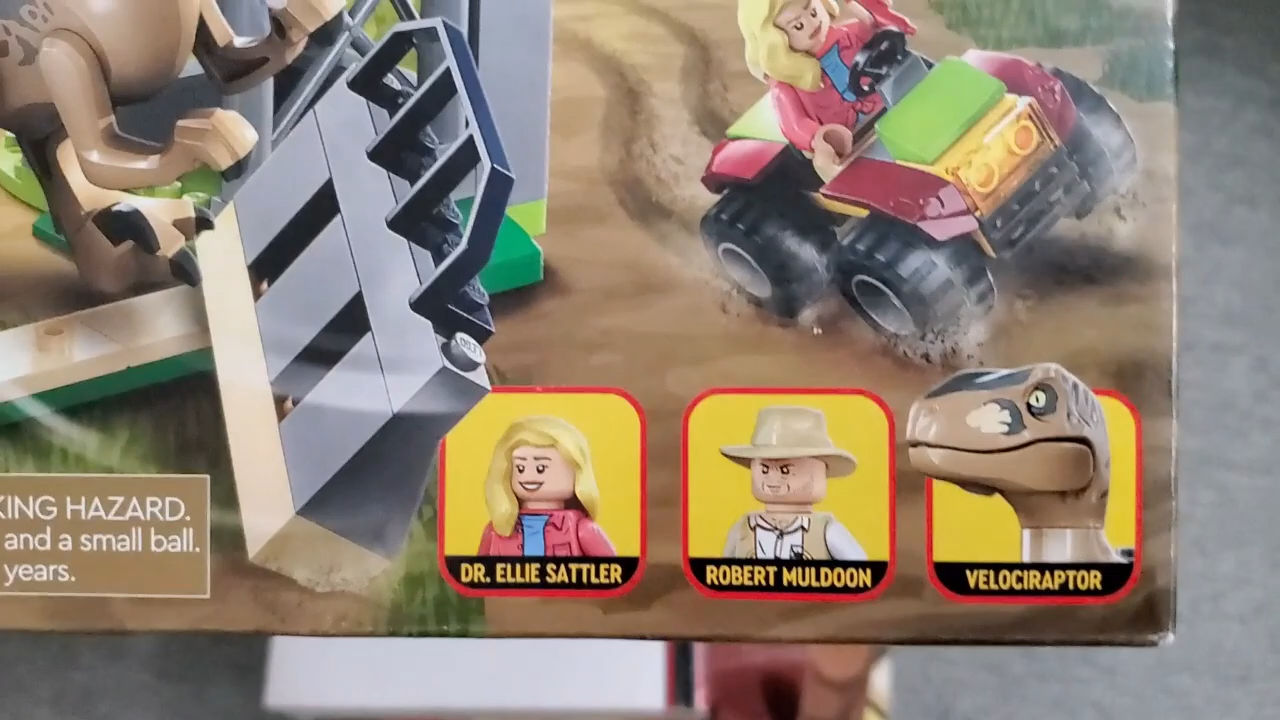 KING HAZARD.
and a small ball.
years.
DR. ELLIE SATTLER
ROBERT MULDOON
VELOCIRAPTOR